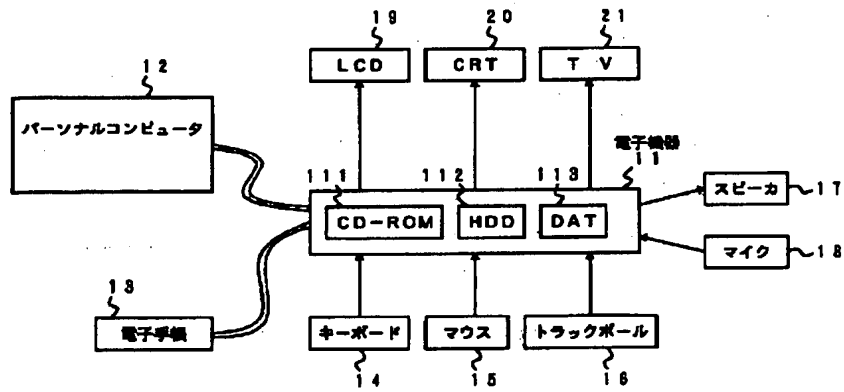 19
20
21
LCD
CRT
TV
12
パーソナルコンピュータ
電子機器
11
111
112
113
CD-ROM
HDD
DAT
スピーカ
17
マイク
18
13
電子手帳
キーボード
マウス
トラックボール
14
15
16